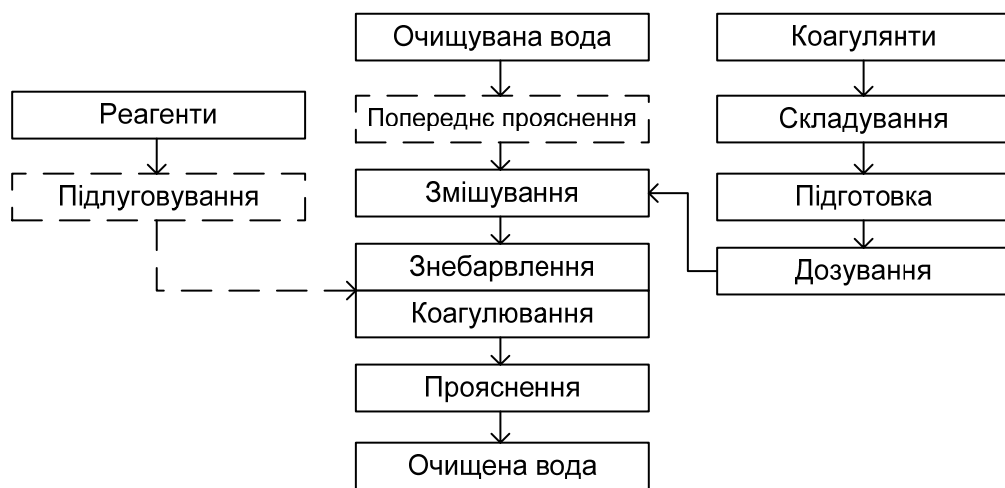 Очищувана вода
Коагулянти
Реагенти
Попереднє прояснення
Складування
Підлуговування
Змішування
Підготовка
Знебарвлення
Дозування
Коагулювання
Прояснення
Очищена вода